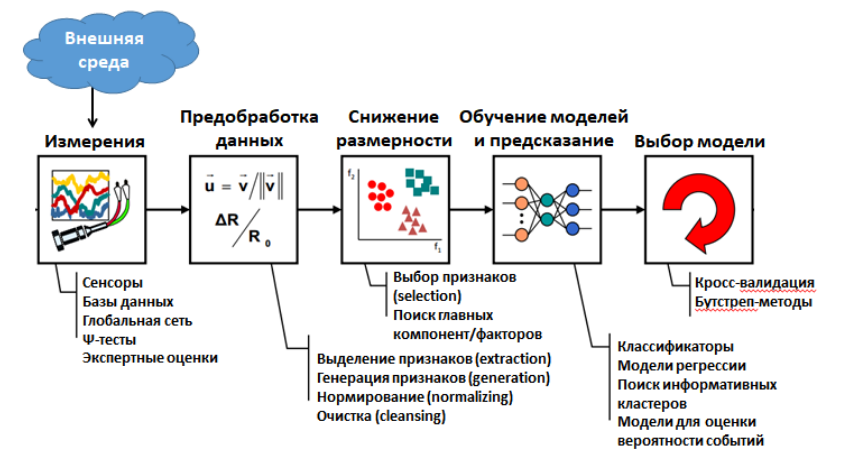 Внешняя
среда
Измерения
Предобработка
данных
Снижение
размерности
Обучение моделей
и предсказание
Выбор модели
u = v/||v||
ΔR/R₀
f₂
f₁
Сенсоры
Базы данных
Глобальная сеть
Ψ-тесты
Экспертные оценки
Выделение признаков (extraction)
Генерация признаков (generation)
Нормирование (normalizing)
Очистка (cleansing)
Выбор признаков
(selection)
Поиск главных
компонент/факторов
Классификаторы
Модели регрессии
Поиск информативных
кластеров
Модели для оценки
вероятности событий
Кросс-валидация
Бутстреп-методы